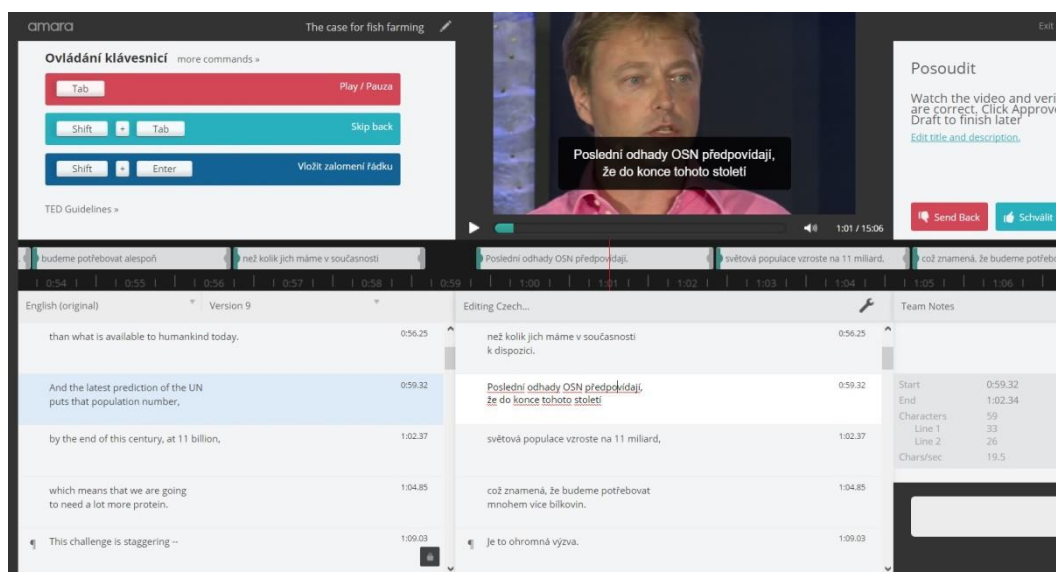 amara
The case for fish farming
Exit
Ovládání klávesnicí more commands »
Tab Play / Pauza
Shift + Tab Skip back
Shift + Enter Vložit zalomení řádku
TED Guidelines »
Poslední odhady OSN předpovídají,
že do konce tohoto století
1:01 / 15:06
Posoudit
Watch the video and veri
are correct. Click Approve
Draft to finish later
Edit title and description.
Send Back Schválit
budeme potřebovat alespoň
než kolik jich máme v současnosti
Poslední odhady OSN předpovídají,
světová populace vzroste na 11 miliard,
což znamená, že budeme potřebo
0:54 0:55 0:56 0:57 0:58 0:59 1:00 1:01 1:02 1:03 1:04 1:05 1:06
English (original) Version 9
than what is available to humankind today. 0:56.25
And the latest prediction of the UN 0:59.32
puts that population number,
by the end of this century, at 11 billion, 1:02.37
which means that we are going 1:04.85
to need a lot more protein.
¶ This challenge is staggering -- 1:09.03
Editing Czech...
než kolik jich máme v současnosti 0:56.25
k dispozici.
Poslední odhady OSN předpovídají, 0:59.32
že do konce tohoto století
světová populace vzroste na 11 miliard, 1:02.37
což znamená, že budeme potřebovat 1:04.85
mnohem více bílkovin.
¶ Je to ohromná výzva. 1:09.03
Team Notes
Start 0:59.32
End 1:02.34
Characters 59
Line 1 33
Line 2 26
Chars/sec 19.5